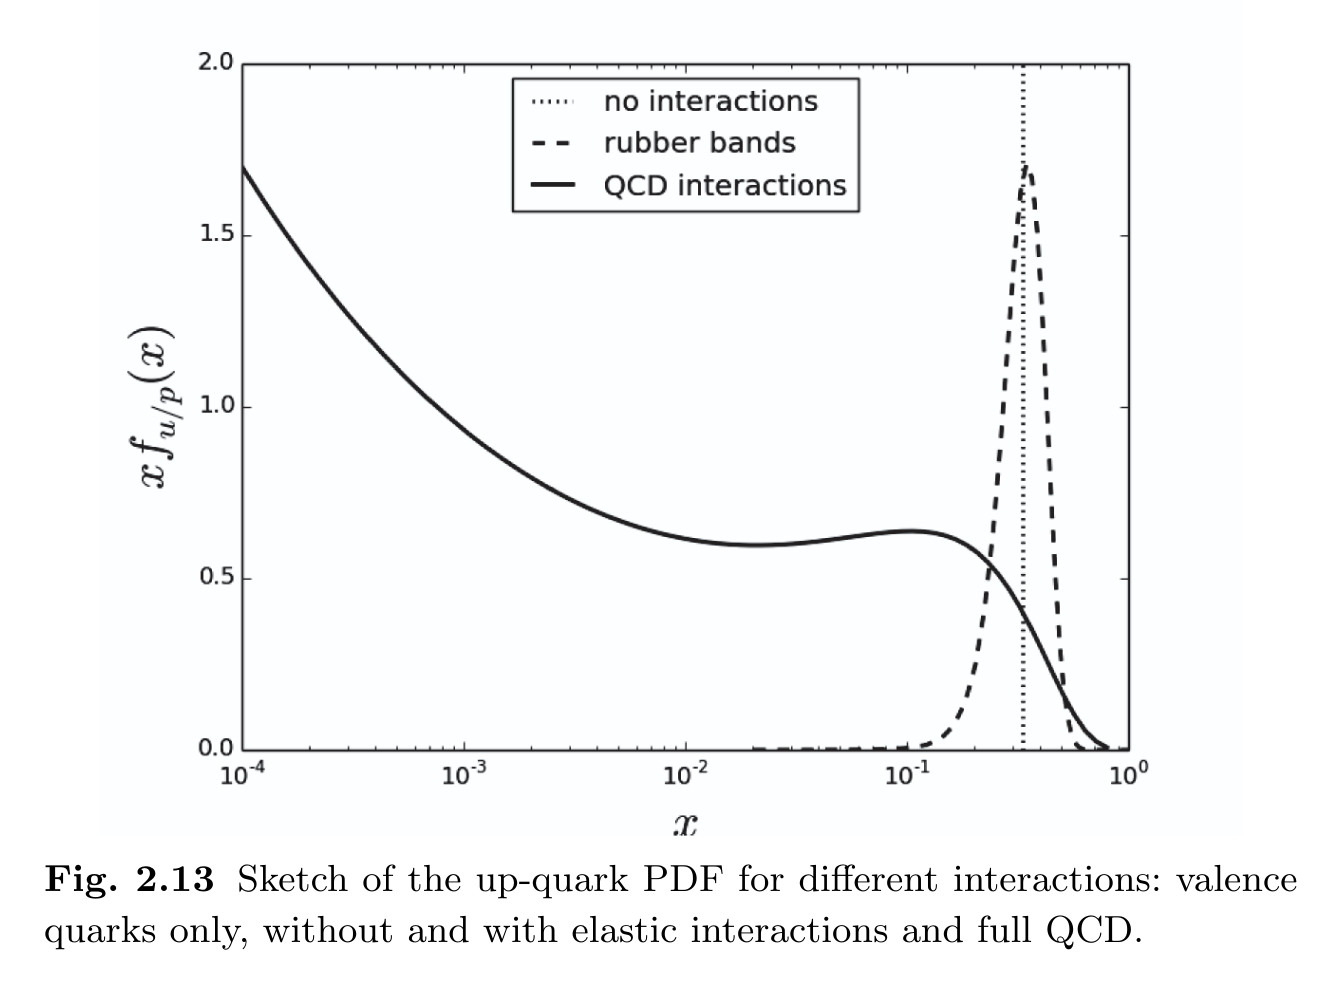 2.0
no interactions
rubber bands
QCD interactions
1.5
1.0
0.5
0.0
x f_{u/p}(x)
10^{-4} 10^{-3} 10^{-2} 10^{-1} 10^{0}
x
Fig. 2.13 Sketch of the up-quark PDF for different interactions: valence
quarks only, without and with elastic interactions and full QCD.